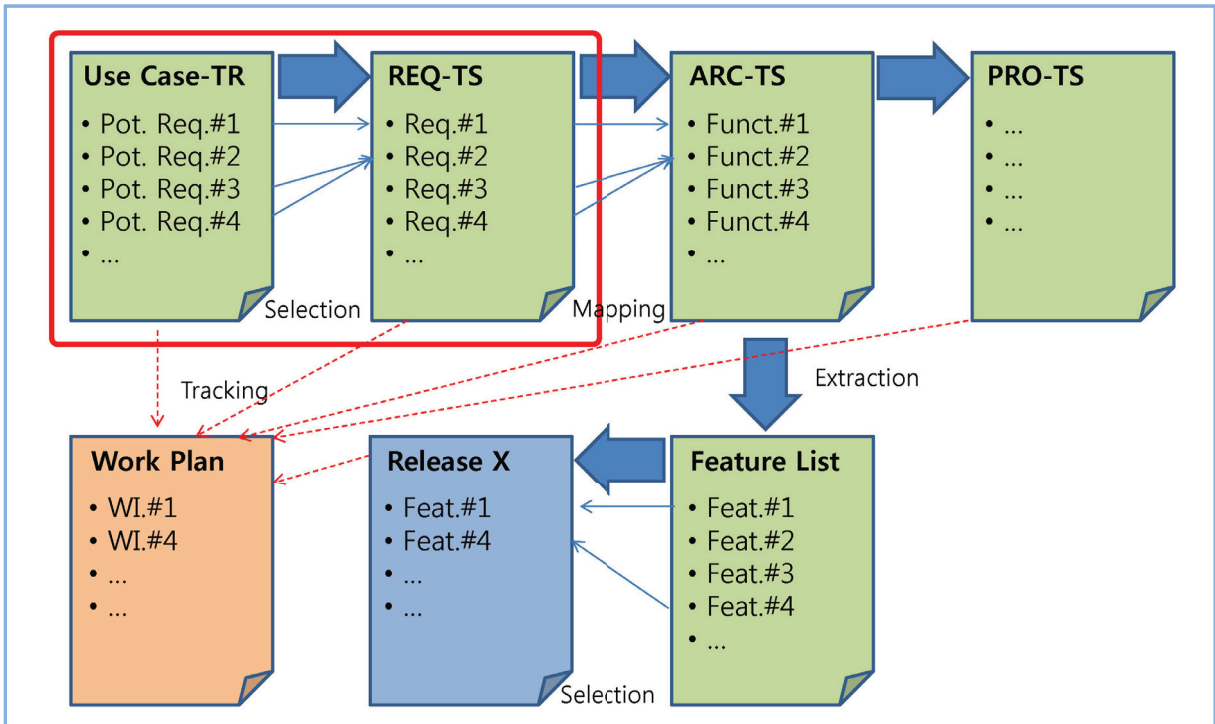 Use Case-TR
• Pot. Req.#1
• Pot. Req.#2
• Pot. Req.#3
• Pot. Req.#4
• ...
REQ-TS
• Req.#1
• Req.#2
• Req.#3
• Req.#4
• ...
ARC-TS
• Funct.#1
• Funct.#2
• Funct.#3
• Funct.#4
• ...
PRO-TS
• ...
• ...
• ...
• ...
Selection
Mapping
Tracking
Extraction
Work Plan
• WI.#1
• WI.#4
• ...
• ...
Release X
• Feat.#1
• Feat.#4
• ...
• ...
Feature List
• Feat.#1
• Feat.#2
• Feat.#3
• Feat.#4
• ...
Selection